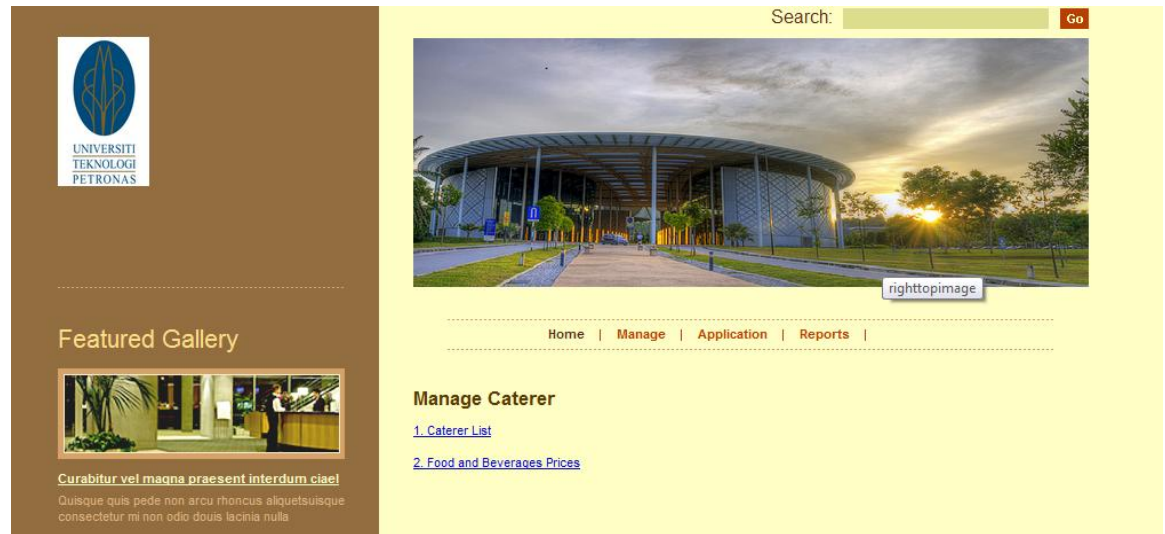 UNIVERSITI
TEKNOLOGI
PETRONAS
Featured Gallery
Curabitur vel magna praesent interdum ciael
Quisque quis pede non arcu rhoncus aliquetsuisque
consectetur mi non odio douis lacinia nulla
Search: Go
righttopimage
Home | Manage | Application | Reports |
Manage Caterer
1. Caterer List
2. Food and Beverages Prices